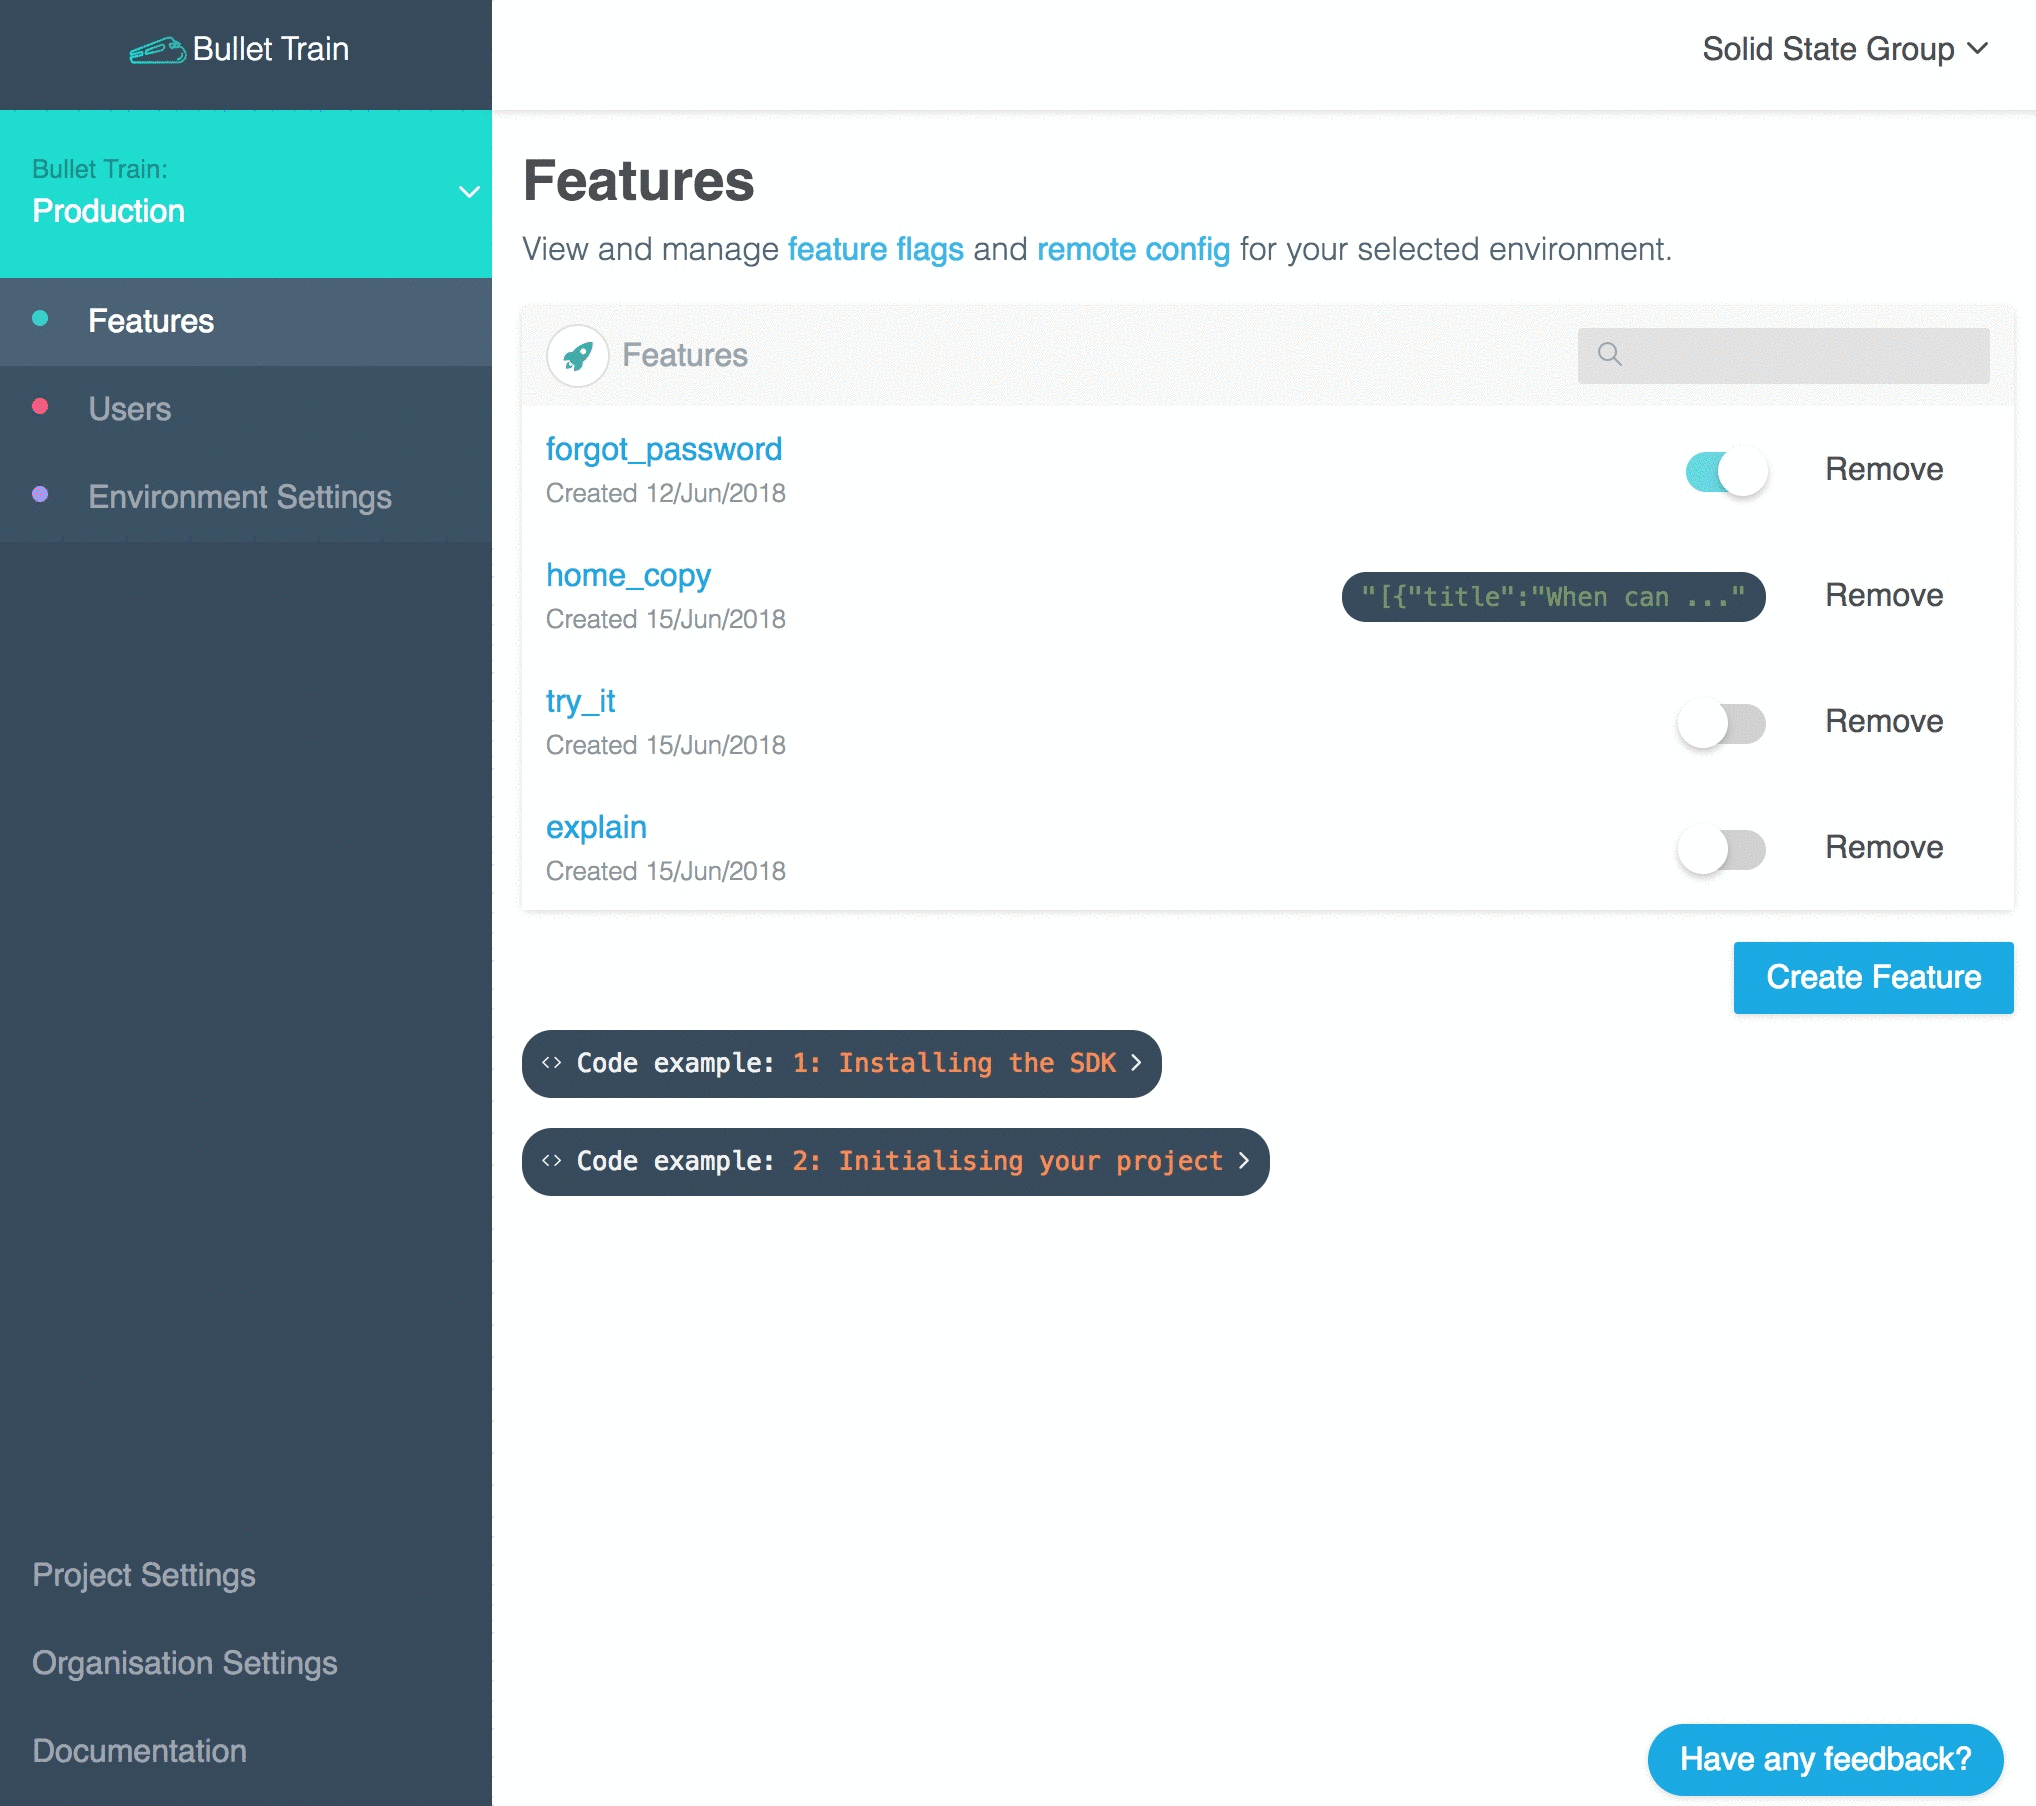 Bullet Train
Solid State Group
Bullet Train:
Production
Features
Users
Environment Settings
Project Settings
Organisation Settings
Documentation
Features
View and manage feature flags and remote config for your selected environment.
Features
forgot_password
Created 12/Jun/2018
Remove
home_copy
Created 15/Jun/2018
"[{"title":"When can ..."
Remove
try_it
Created 15/Jun/2018
Remove
explain
Created 15/Jun/2018
Remove
Create Feature
<> Code example: 1: Installing the SDK >
<> Code example: 2: Initialising your project >
Have any feedback?